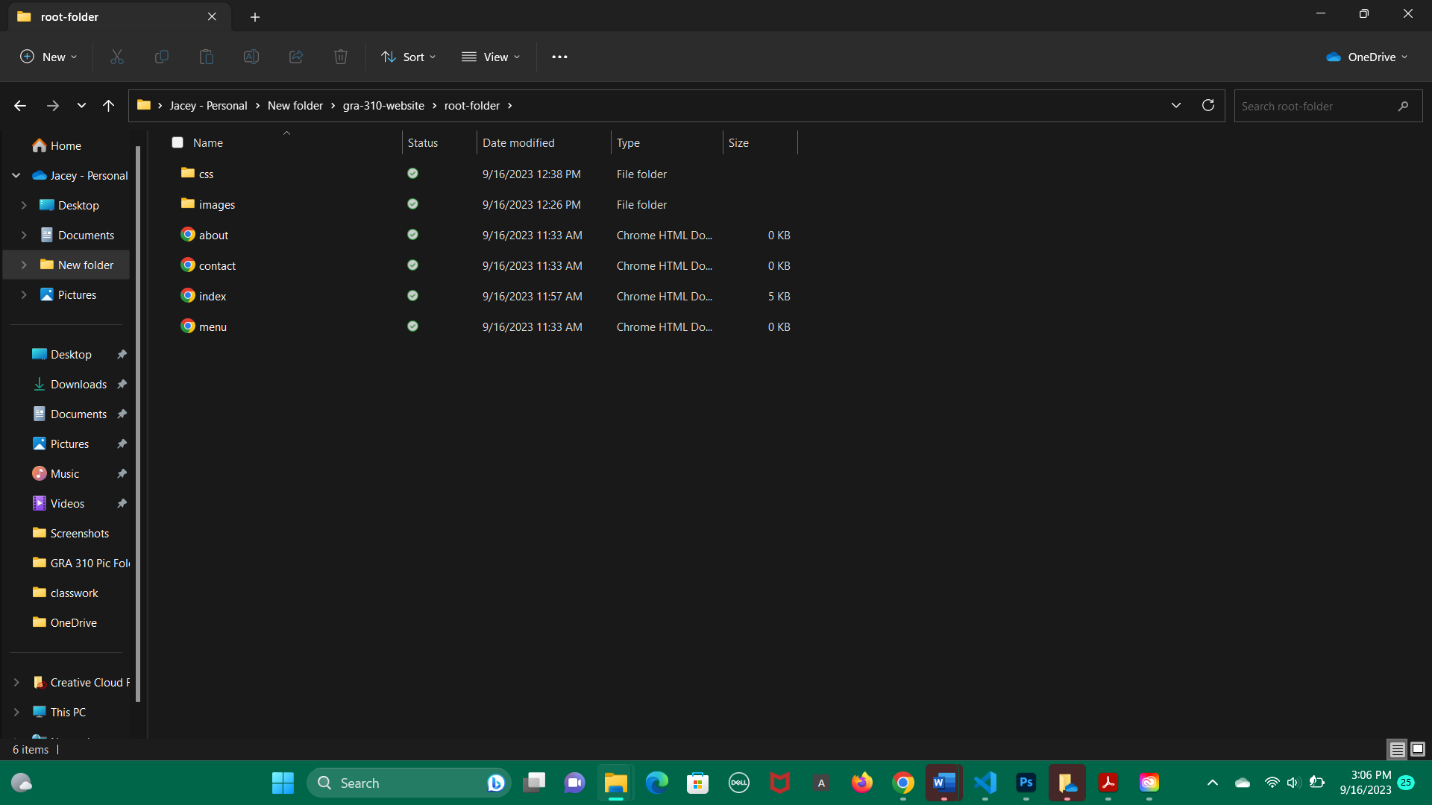 root-folder
New
Sort
View
OneDrive
Jacey - Personal > New folder > gra-310-website > root-folder >
Search root-folder
Name Status Date modified Type Size
css 9/16/2023 12:38 PM File folder
images 9/16/2023 12:26 PM File folder
about 9/16/2023 11:33 AM Chrome HTML Do... 0 KB
contact 9/16/2023 11:33 AM Chrome HTML Do... 0 KB
index 9/16/2023 11:57 AM Chrome HTML Do... 5 KB
menu 9/16/2023 11:33 AM Chrome HTML Do... 0 KB
Home
Jacey - Personal
Desktop
Documents
New folder
Pictures
Desktop
Downloads
Documents
Pictures
Music
Videos
Screenshots
GRA 310 Pic Fol
classwork
OneDrive
Creative Cloud F
This PC
6 items
Search
DELL
A
W
Ps
3:06 PM
9/16/2023
25